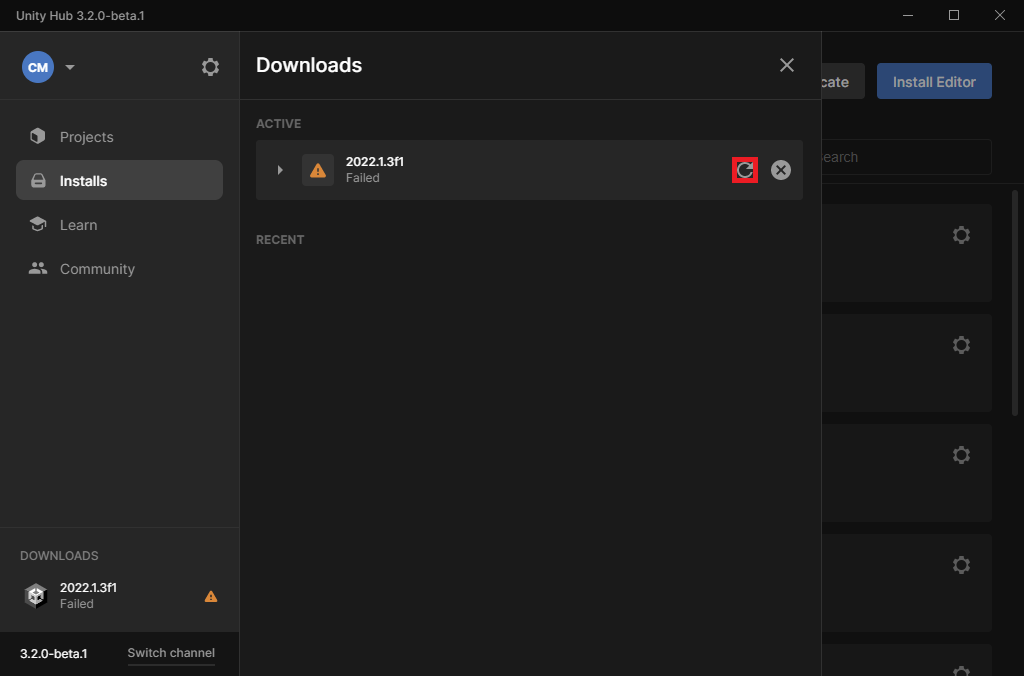 Unity Hub 3.2.0-beta.1
CM
Projects
Installs
Learn
Community
DOWNLOADS
2022.1.3f1
Failed
3.2.0-beta.1
Switch channel
Downloads
ACTIVE
2022.1.3f1
Failed
RECENT
cate
Install Editor
earch